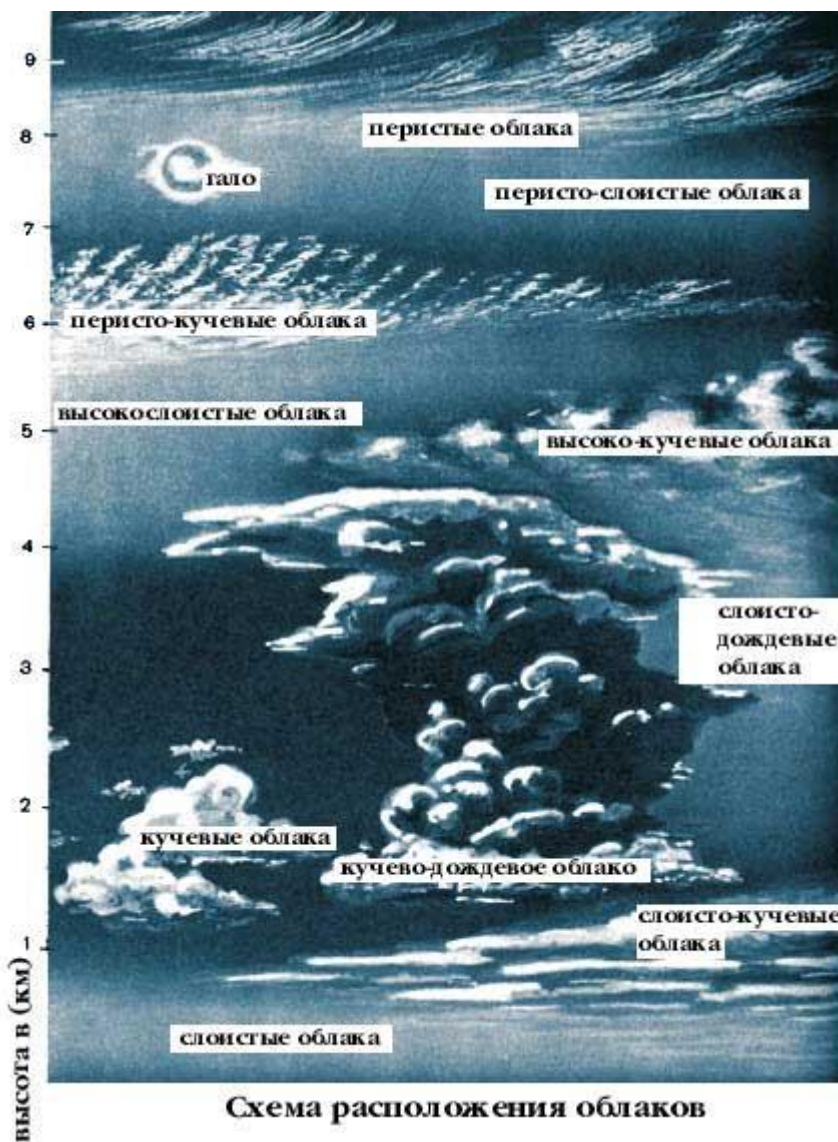 9
перистые облака
8
гало
перисто-слоистые облака
7
перисто-кучевые облака
6
высокослоистые облака
5
высоко-кучевые облака
4
слоисто-
дождевые
облака
3
2
кучевые облака
кучево-дождевое облако
слоисто-кучевые
облака
1
слоистые облака
высота в (км)
Схема расположения облаков